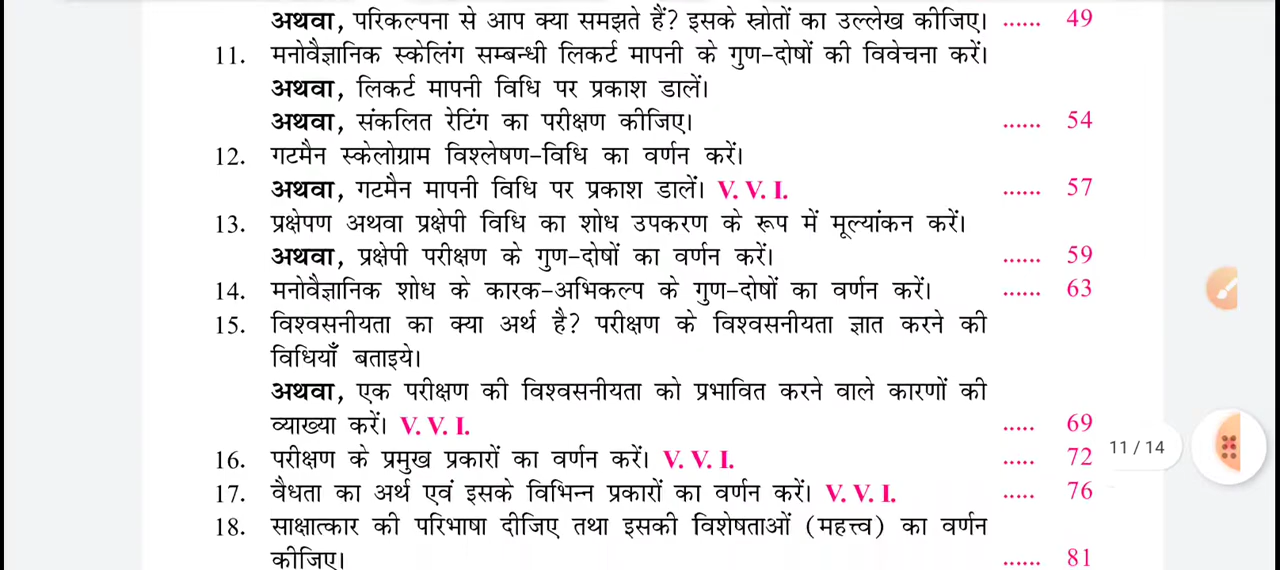 अथवा, परिकल्पना से आप क्या समझते हैं? इसके स्रोतों का उल्लेख कीजिए। ...... 49
11. मनोवैज्ञानिक स्केलिंग सम्बन्धी लिकर्ट मापनी के गुण-दोषों की विवेचना करें।
अथवा, लिकर्ट मापनी विधि पर प्रकाश डालें।
अथवा, संकलित रेटिंग का परीक्षण कीजिए। ...... 54
12. गटमैन स्केलोग्राम विश्लेषण-विधि का वर्णन करें।
अथवा, गटमैन मापनी विधि पर प्रकाश डालें। V. V. I. ...... 57
13. प्रक्षेपण अथवा प्रक्षेपी विधि का शोध उपकरण के रूप में मूल्यांकन करें।
अथवा, प्रक्षेपी परीक्षण के गुण-दोषों का वर्णन करें। ...... 59
14. मनोवैज्ञानिक शोध के कारक-अभिकल्प के गुण-दोषों का वर्णन करें। ...... 63
15. विश्वसनीयता का क्या अर्थ है? परीक्षण के विश्वसनीयता ज्ञात करने की
विधियाँ बताइये।
अथवा, एक परीक्षण की विश्वसनीयता को प्रभावित करने वाले कारणों की
व्याख्या करें। V. V. I. ..... 69
11 / 14
16. परीक्षण के प्रमुख प्रकारों का वर्णन करें। V. V. I. ..... 72
17. वैधता का अर्थ एवं इसके विभिन्न प्रकारों का वर्णन करें। V. V. I. ..... 76
18. साक्षात्कार की परिभाषा दीजिए तथा इसकी विशेषताओं (महत्त्व) का वर्णन
कीजिए। ...... 81